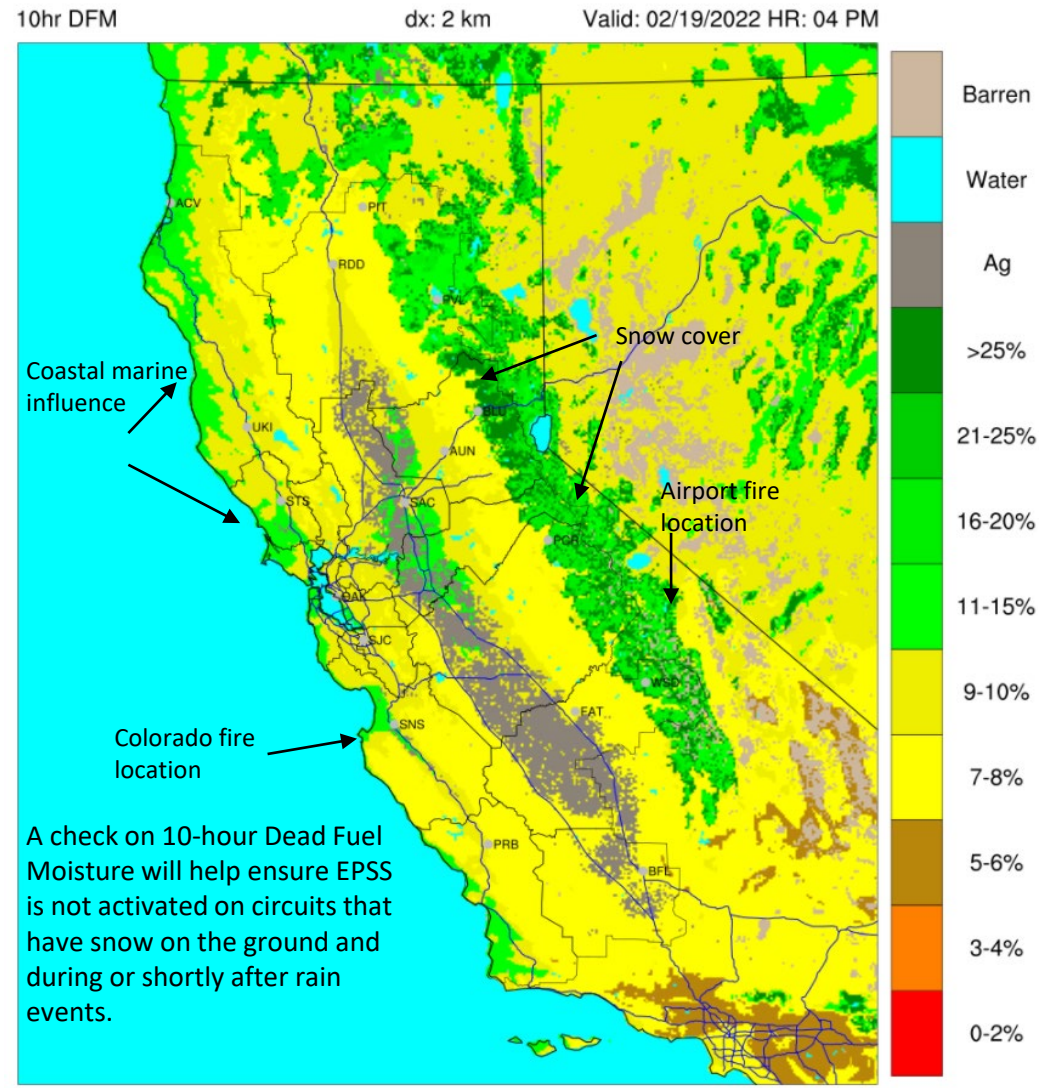 10hr DFM
dx: 2 km
Valid: 02/19/2022 HR: 04 PM
Barren
Water
Ag
>25%
21-25%
16-20%
11-15%
9-10%
7-8%
5-6%
3-4%
0-2%
ACV
PIT
RDD
PVL
Snow cover
Coastal marine
influence
BLU
UKI
AUN
STS
SAC
Airport fire
location
PCR
OAK
SJC
WSD
SNS
FAT
Colorado fire
location
PRB
BFL
A check on 10-hour Dead Fuel
Moisture will help ensure EPSS
is not activated on circuits that
have snow on the ground and
during or shortly after rain
events.